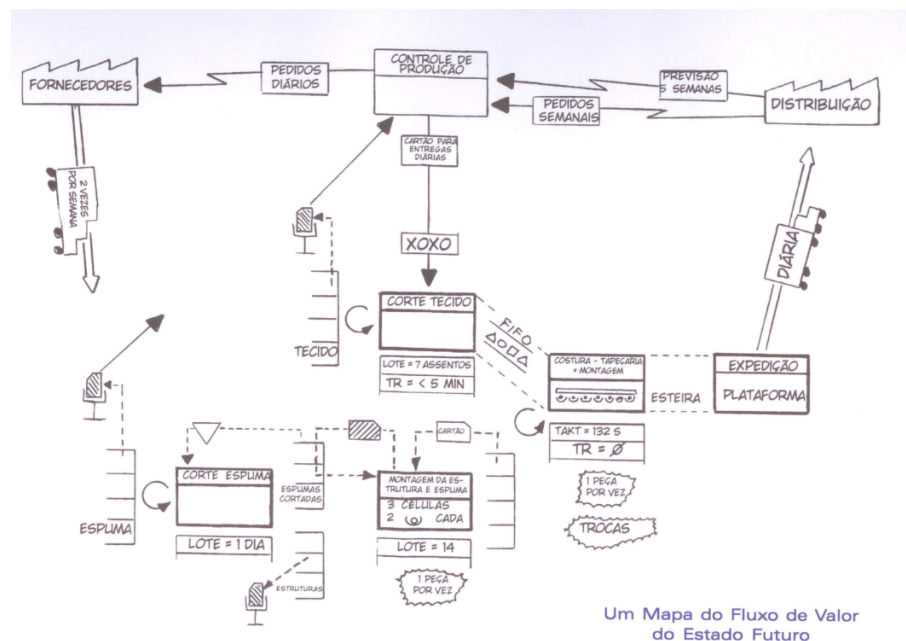 FORNECEDORES
PEDIDOS
DIÁRIOS
CONTROLE DE
PRODUÇÃO
PREVISÃO
5 SEMANAS
PEDIDOS
SEMANAIS
DISTRIBUIÇÃO
2 VEZES
POR SEMANA
CARTÃO PARA
ENTREGAS
DIÁRIAS
XOXO
DIÁRIA
TECIDO
CORTE TECIDO
LOTE = 7 ASSENTOS
TR = < 5 MIN
FIFO
COSTURA - TAPEÇARIA
+ MONTAGEM
ESTEIRA
EXPEDIÇÃO
PLATAFORMA
TAKT = 132 S
TR = Ø
1 PEÇA
POR VEZ
TROCAS
ESPUMA
CORTE ESPUMA
LOTE = 1 DIA
ESPUMAS
CORTADAS
ESTRUTURAS
CARTÃO
MONTAGEM DA ES-
TRUTURA E ESPUMA
3 CÉLULAS
2 CADA
LOTE = 14
1 PEÇA
POR VEZ
Um Mapa do Fluxo de Valor
do Estado Futuro